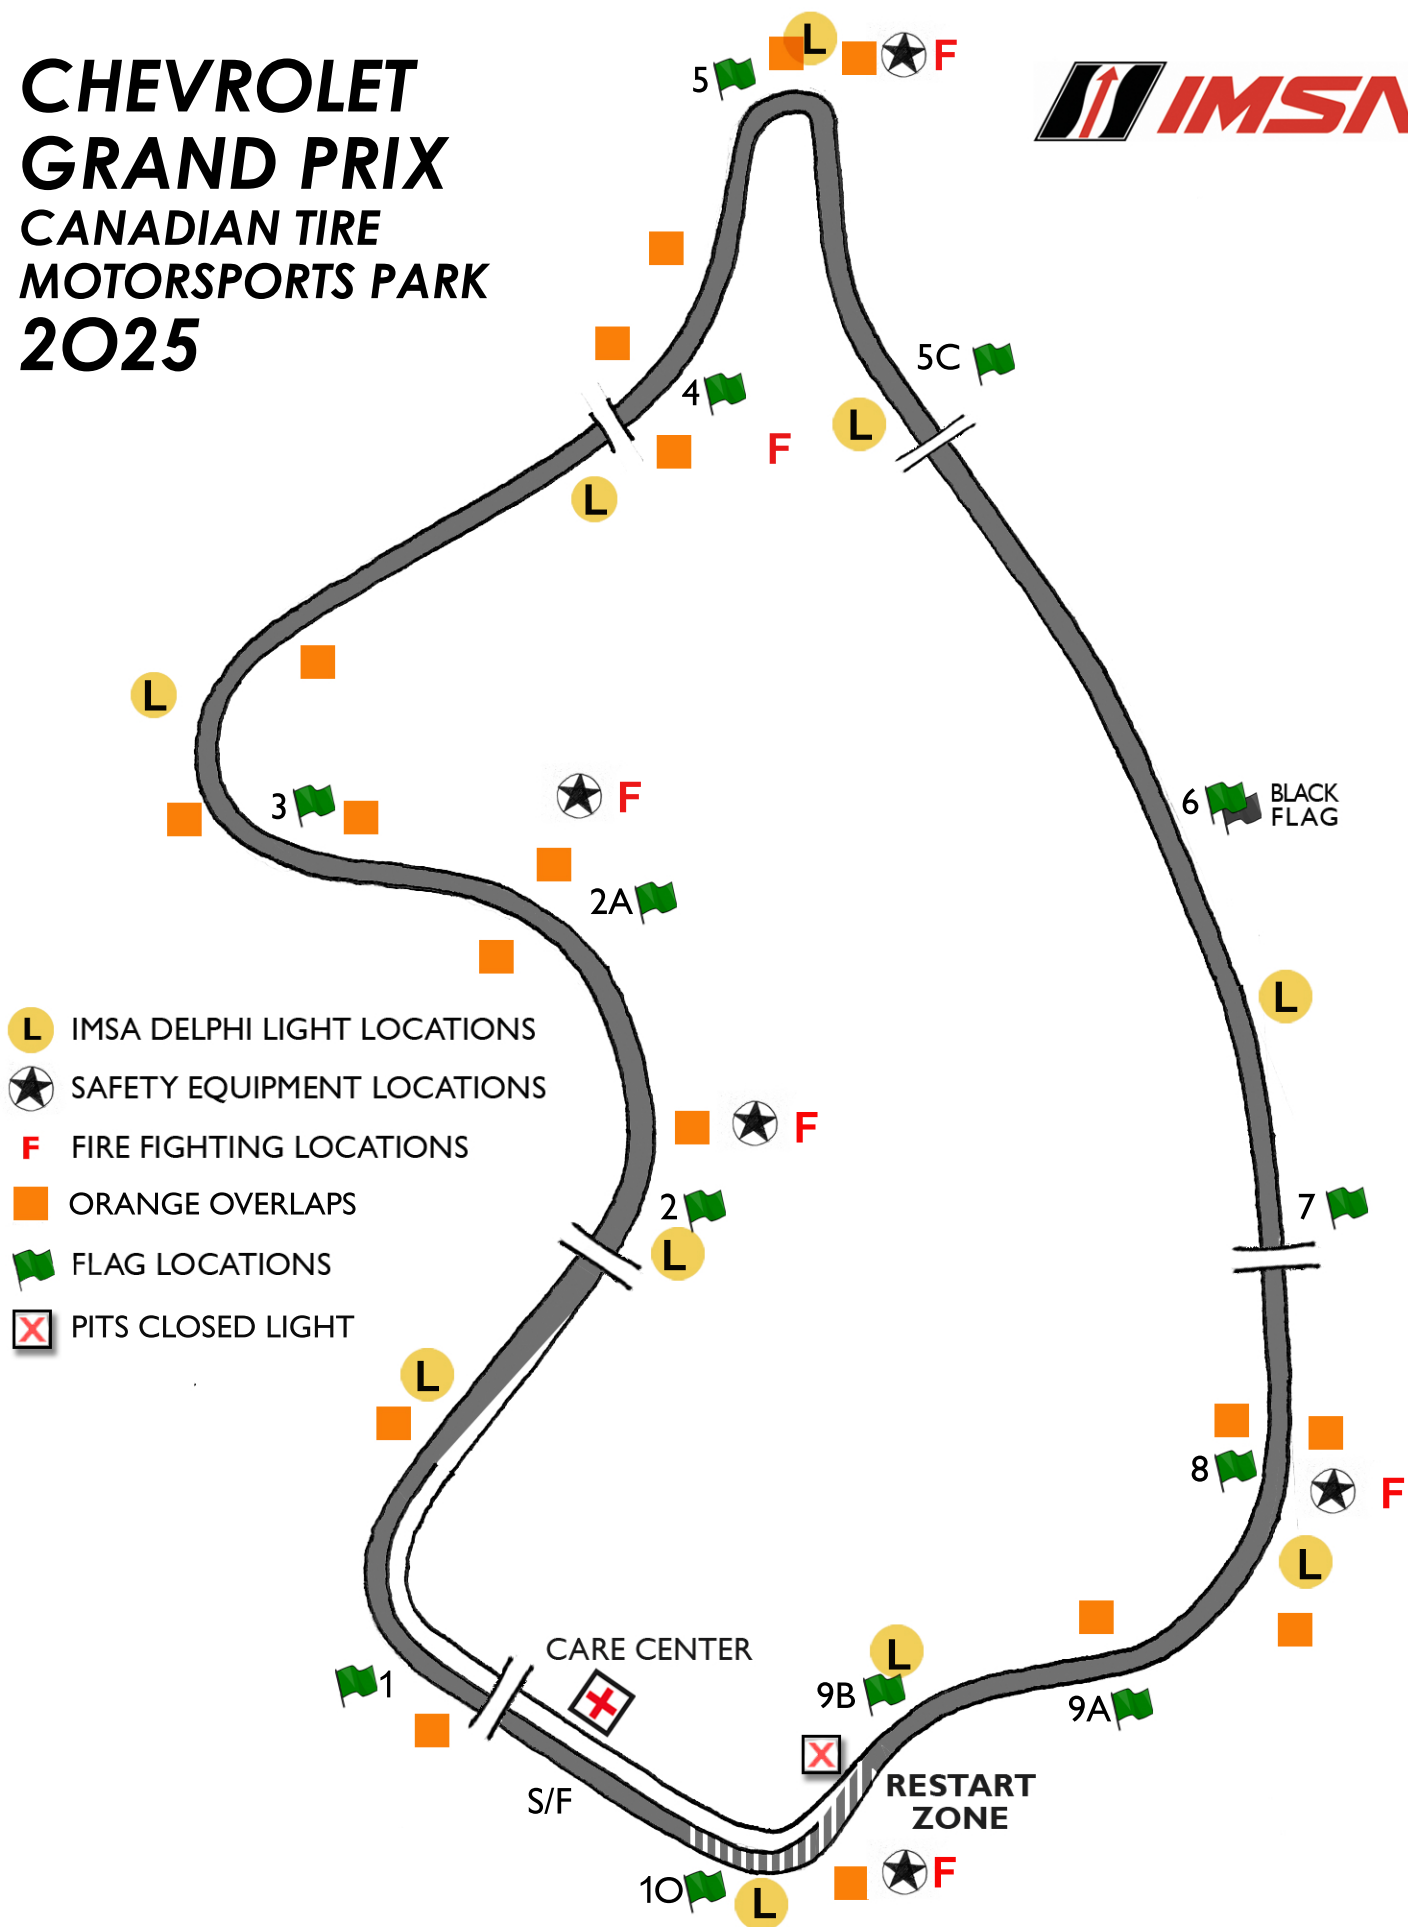 CHEVROLET
GRAND PRIX
CANADIAN TIRE
MOTORSPORTS PARK
2025
IMSA
L
5
F
5C
4
L
F
L
L
6
BLACK
FLAG
3
F
2A
L
L IMSA DELPHI LIGHT LOCATIONS
SAFETY EQUIPMENT LOCATIONS
F
F FIRE FIGHTING LOCATIONS
ORANGE OVERLAPS
2
7
L
FLAG LOCATIONS
X PITS CLOSED LIGHT
L
8
F
L
CARE CENTER
L
1
9B
9A
X
RESTART
ZONE
S/F
F
10
L